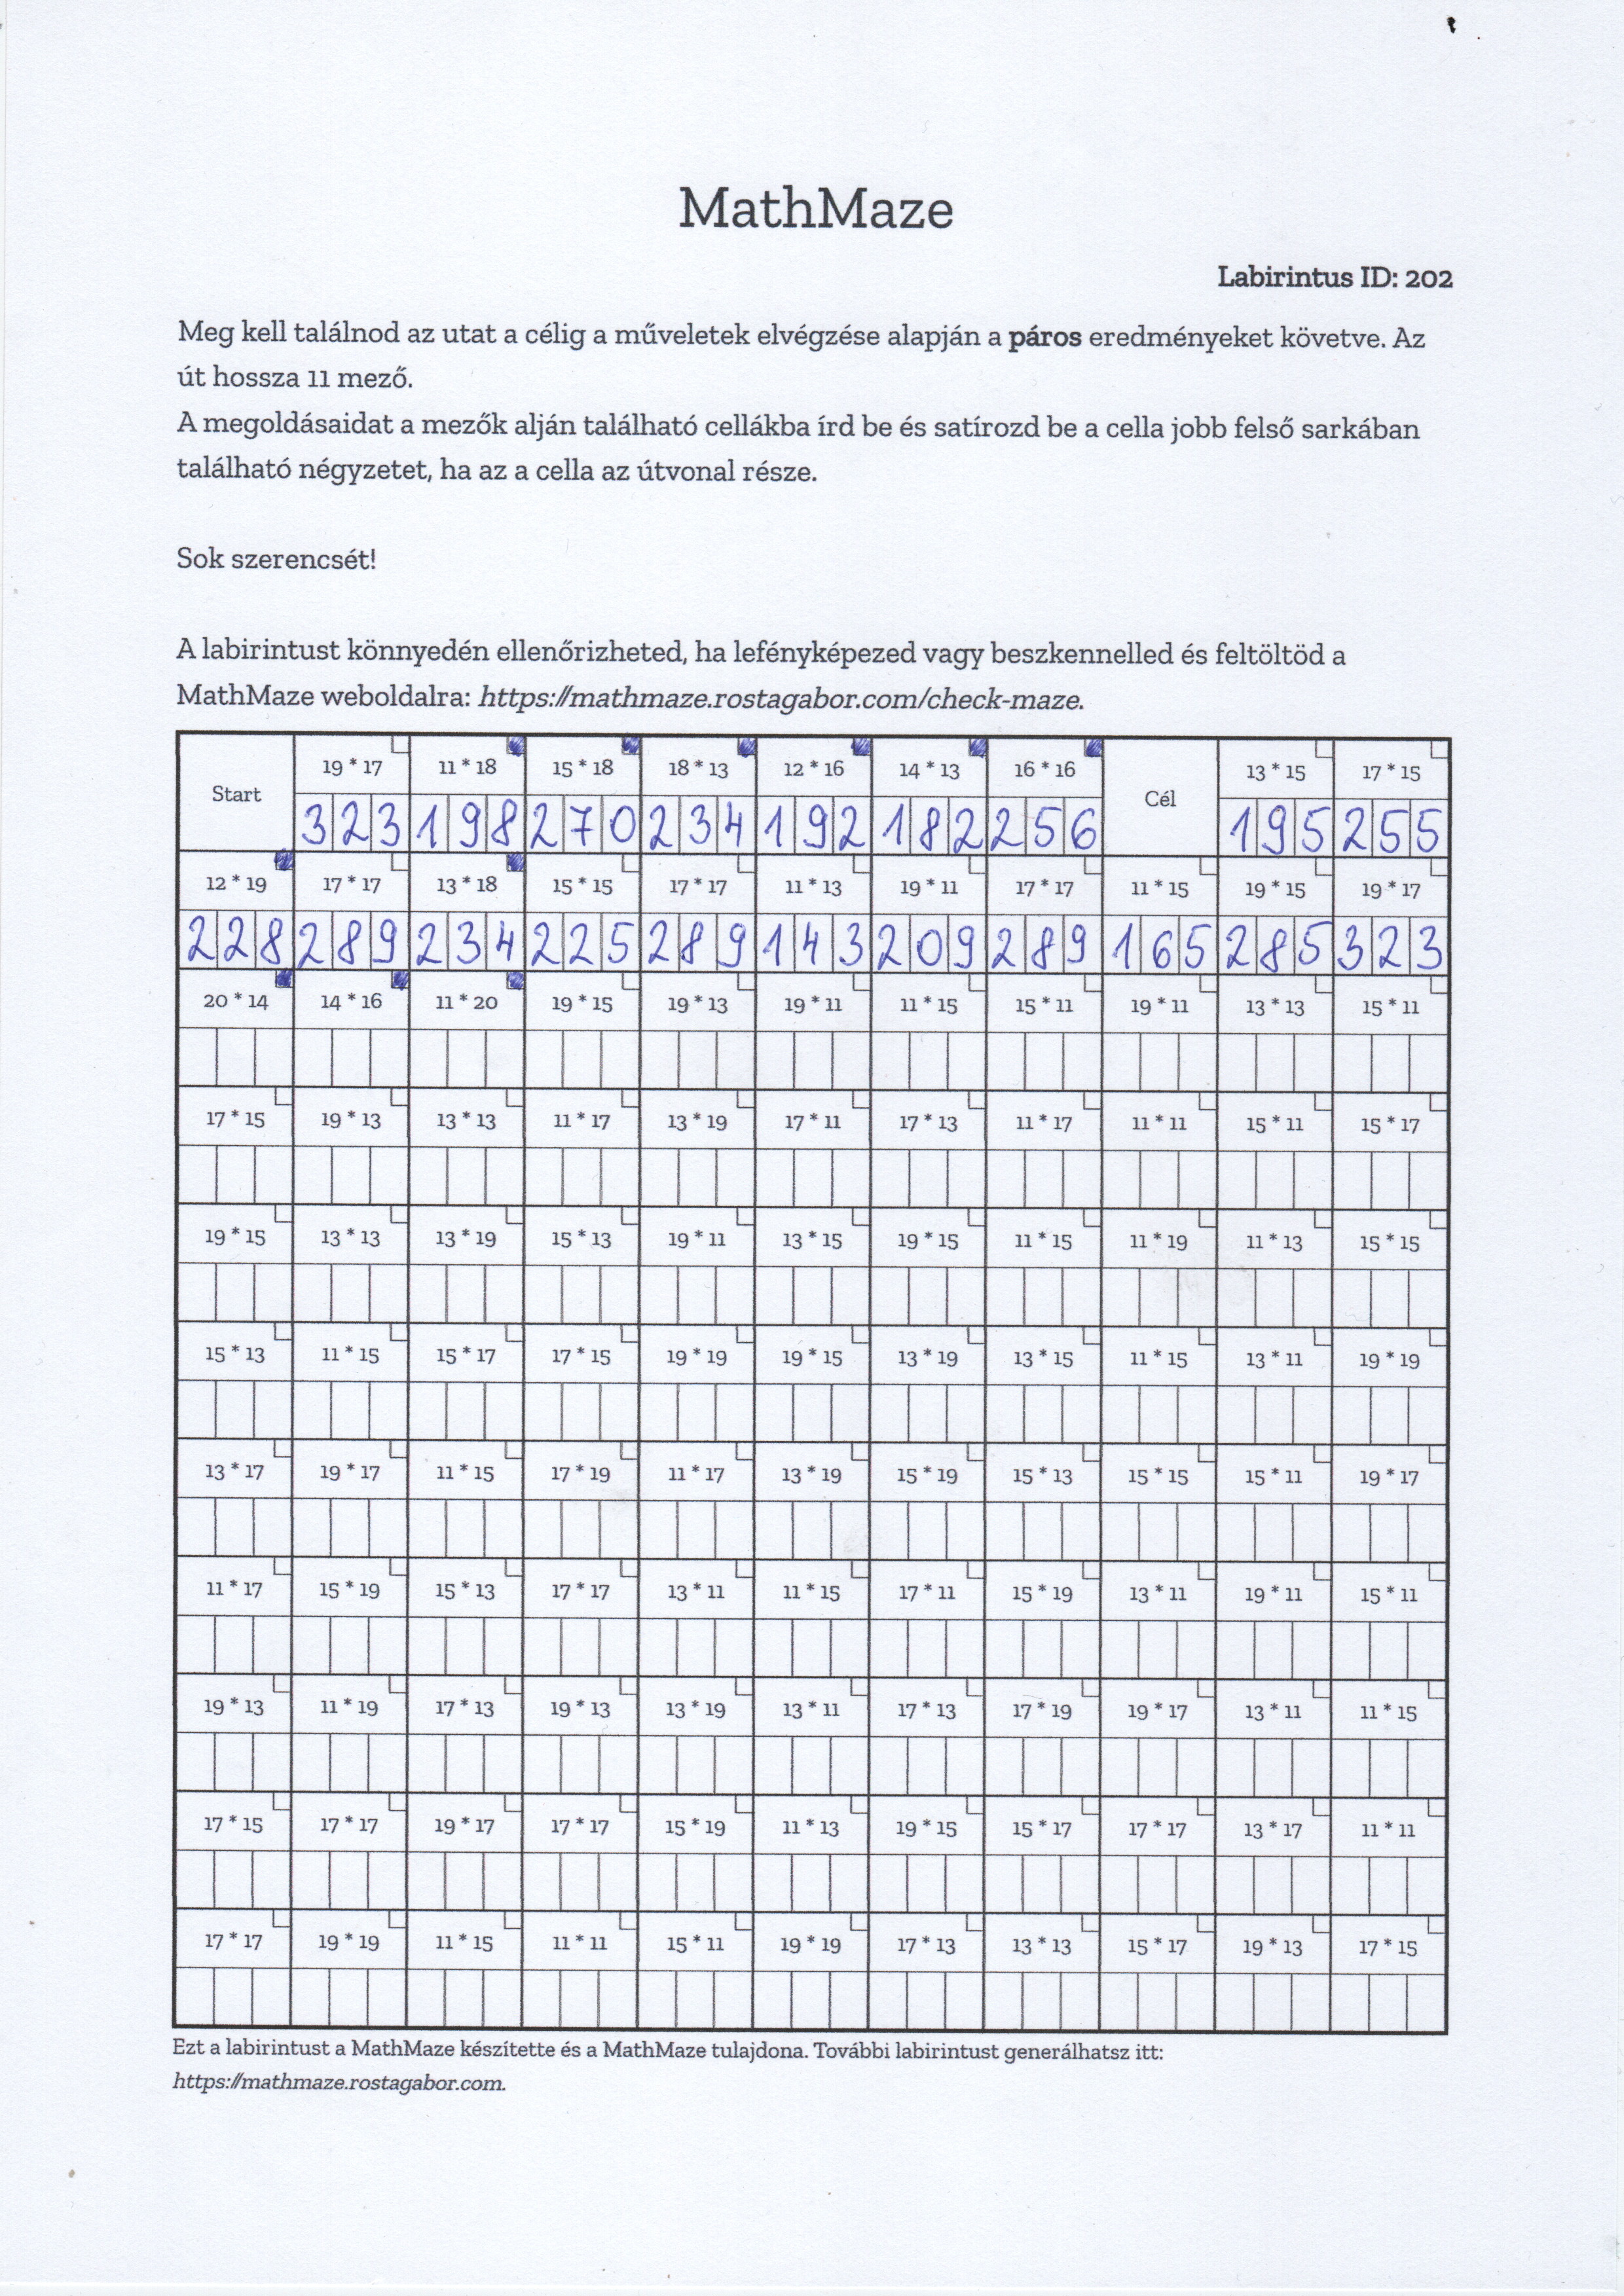 MathMaze
Labirintus ID: 202
Meg kell találnod az utat a célig a műveletek elvégzése alapján a páros eredményeket követve. Az
út hossza 11 mező.
A megoldásaidat a mezők alján található cellákba írd be és satírozd be a cella jobb felső sarkában
található négyzetet, ha az a cella az útvonal része.
Sok szerencsét!
A labirintust könnyedén ellenőrizheted, ha lefényképezed vagy beszkennelled és feltöltöd a
MathMaze weboldalra: https://mathmaze.rostagabor.com/check-maze.
Start 19 * 17 11 * 18 15 * 18 18 * 13 12 * 16 14 * 13 16 * 16 Cél 13 * 15 17 * 15
323 198 270 234 192 182 256 195 255
12 * 19 17 * 17 13 * 18 15 * 15 17 * 17 11 * 13 19 * 11 17 * 17 11 * 15 19 * 15 19 * 17
228 289 234 225 289 143 209 289 165 285 323
20 * 14 14 * 16 11 * 20 19 * 15 19 * 13 19 * 11 11 * 15 15 * 11 19 * 11 13 * 13 15 * 11
17 * 15 19 * 13 13 * 13 11 * 17 13 * 19 17 * 11 17 * 13 11 * 17 11 * 11 15 * 11 15 * 17
19 * 15 13 * 13 13 * 19 15 * 13 19 * 11 13 * 15 19 * 15 11 * 15 11 * 19 11 * 13 15 * 15
15 * 13 11 * 15 15 * 17 17 * 15 19 * 19 19 * 15 13 * 19 13 * 15 11 * 15 13 * 11 19 * 19
13 * 17 19 * 17 11 * 15 17 * 19 11 * 17 13 * 19 15 * 19 15 * 13 15 * 15 15 * 11 19 * 17
11 * 17 15 * 19 15 * 13 17 * 17 13 * 11 11 * 15 17 * 11 15 * 19 13 * 11 19 * 11 15 * 11
19 * 13 11 * 19 17 * 13 19 * 13 13 * 19 13 * 11 17 * 13 17 * 19 19 * 17 13 * 11 11 * 15
17 * 15 17 * 17 19 * 17 17 * 17 15 * 19 11 * 13 19 * 15 15 * 17 17 * 17 13 * 17 11 * 11
17 * 17 19 * 19 11 * 15 11 * 11 15 * 11 19 * 19 17 * 13 13 * 13 15 * 17 19 * 13 17 * 15
Ezt a labirintust a MathMaze készítette és a MathMaze tulajdona. További labirintust generálhatsz itt:
https://mathmaze.rostagabor.com.